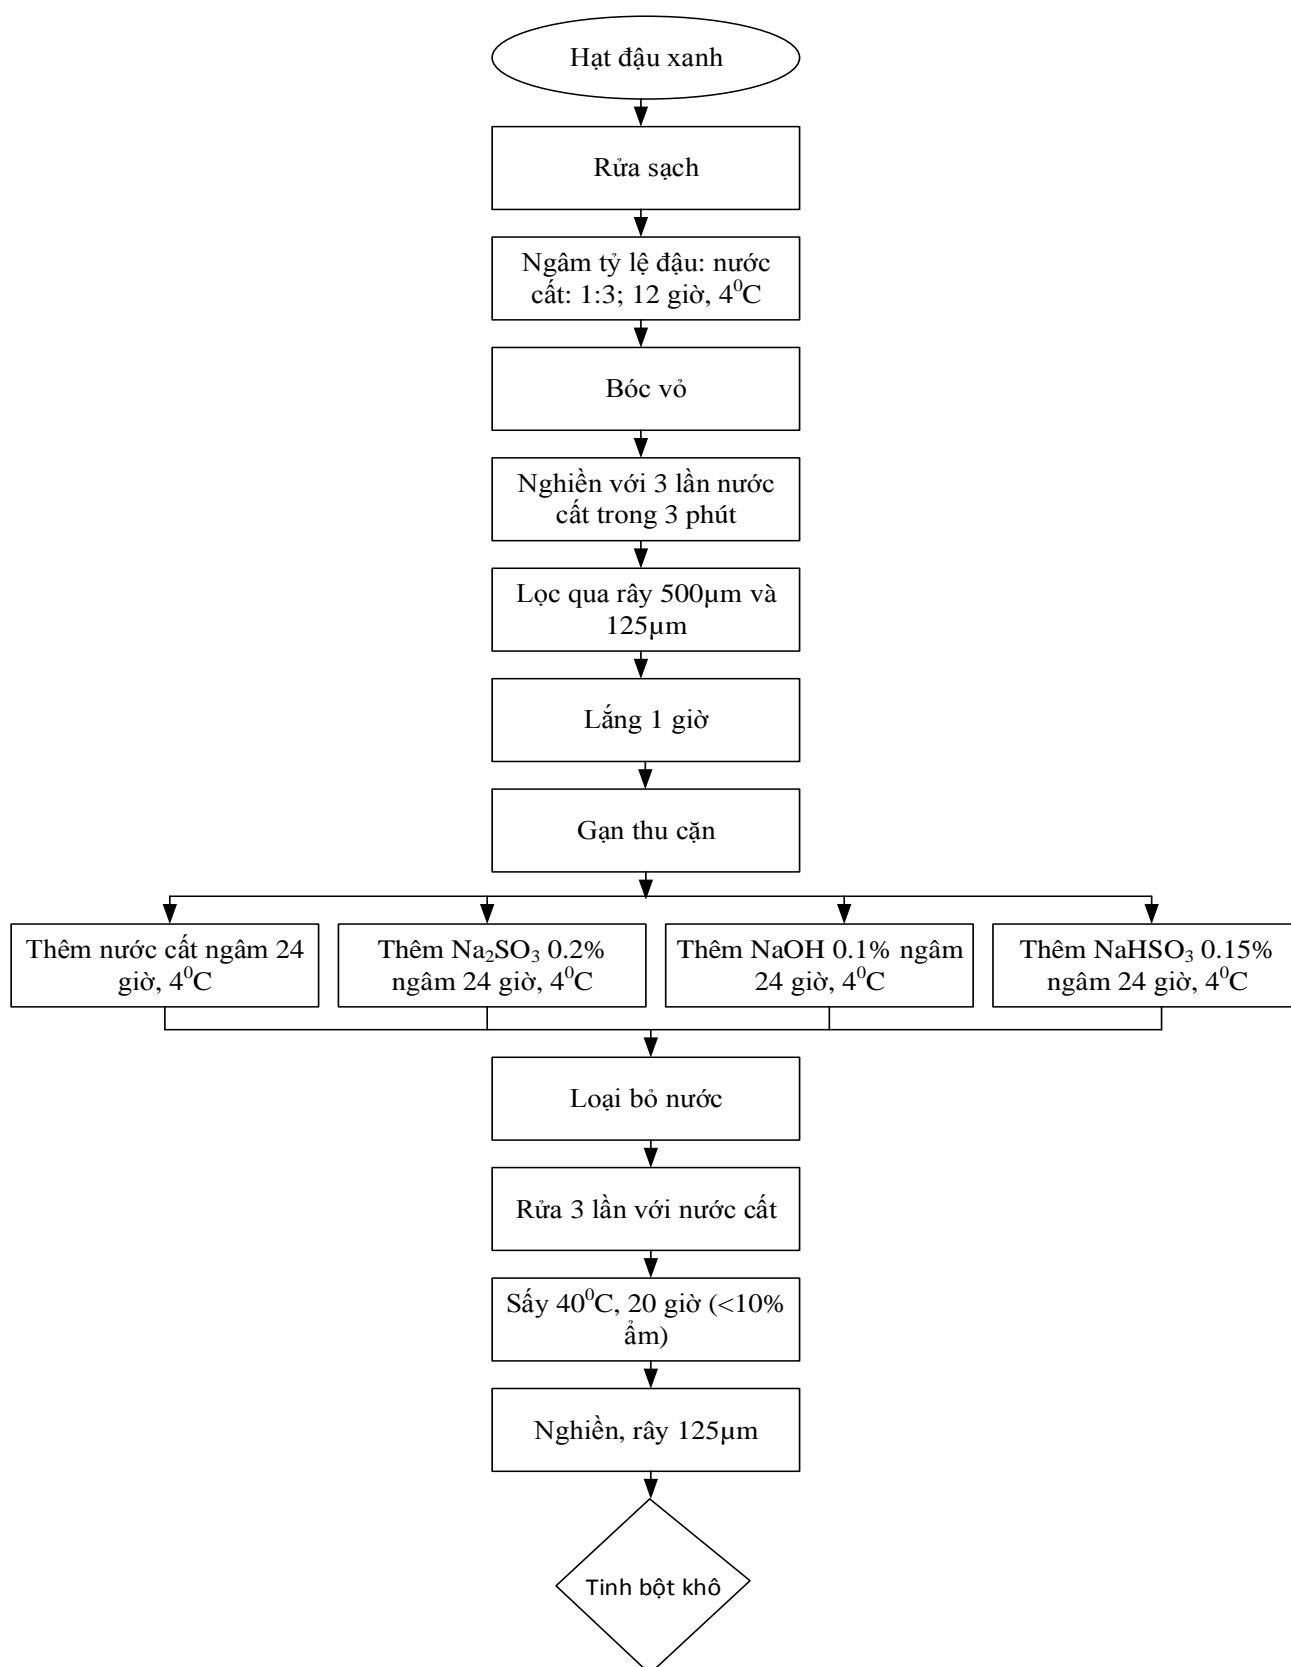 Hạt đậu xanh
Rửa sạch
Ngâm tỷ lệ đậu: nước
cất: 1:3; 12 giờ, 4⁰C
Bóc vỏ
Nghiền với 3 lần nước
cất trong 3 phút
Lọc qua rây 500µm và
125µm
Lắng 1 giờ
Gạn thu cặn
Thêm nước cất ngâm 24
giờ, 4⁰C
Thêm Na₂SO₃ 0.2%
ngâm 24 giờ, 4⁰C
Thêm NaOH 0.1% ngâm
24 giờ, 4⁰C
Thêm NaHSO₃ 0.15%
ngâm 24 giờ, 4⁰C
Loại bỏ nước
Rửa 3 lần với nước cất
Sấy 40⁰C, 20 giờ (<10%
ẩm)
Nghiền, rây 125µm
Tinh bột khô